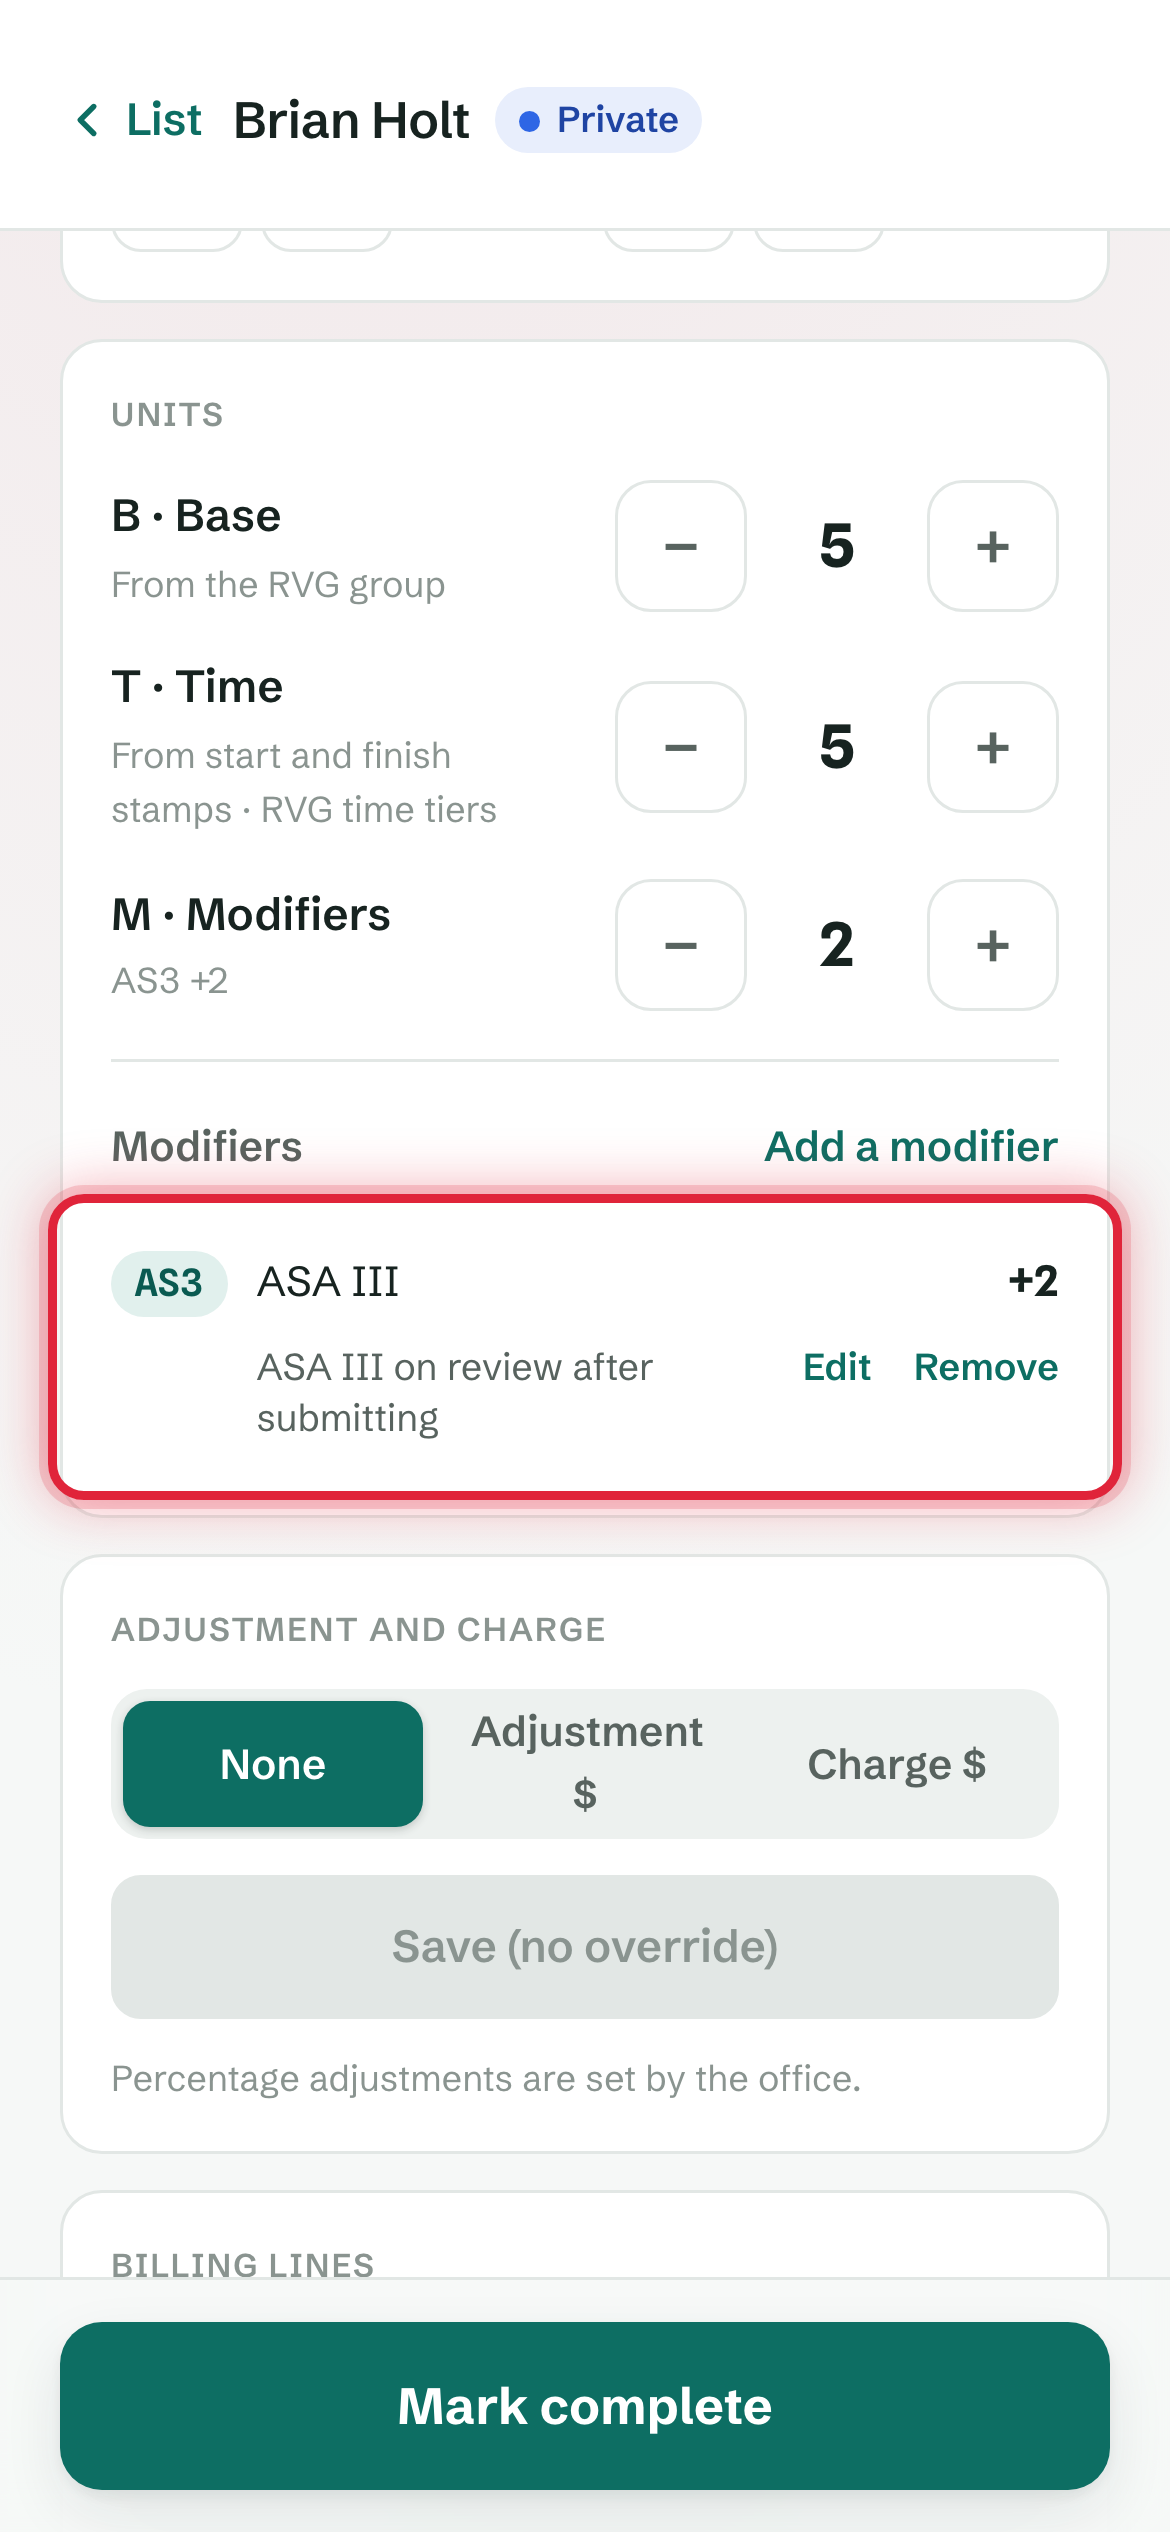 List Brian Holt Private
UNITS
B · Base
From the RVG group
− 5 +
T · Time
From start and finish
stamps · RVG time tiers
− 5 +
M · Modifiers
AS3 +2
− 2 +
Modifiers Add a modifier
AS3 ASA III +2
ASA III on review after
submitting
Edit Remove
ADJUSTMENT AND CHARGE
None
Adjustment
$
Charge $
Save (no override)
Percentage adjustments are set by the office.
BILLING LINES
Mark complete